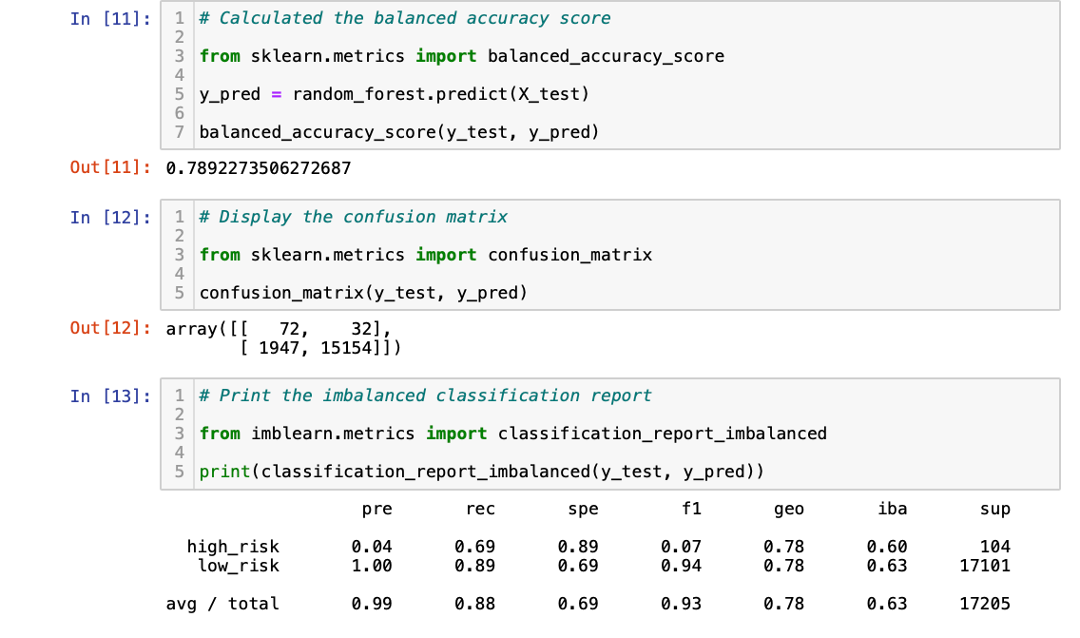 In [11]:
1 # Calculated the balanced accuracy score
2
3 from sklearn.metrics import balanced_accuracy_score
4
5 y_pred = random_forest.predict(X_test)
6
7 balanced_accuracy_score(y_test, y_pred)
Out[11]: 0.7892273506272687
In [12]:
1 # Display the confusion matrix
2
3 from sklearn.metrics import confusion_matrix
4
5 confusion_matrix(y_test, y_pred)
Out[12]: array([[   72,    32],
       [ 1947, 15154]])
In [13]:
1 # Print the imbalanced classification report
2
3 from imblearn.metrics import classification_report_imbalanced
4
5 print(classification_report_imbalanced(y_test, y_pred))
pre rec spe f1 geo iba sup
high_risk 0.04 0.69 0.89 0.07 0.78 0.60 104
low_risk 1.00 0.89 0.69 0.94 0.78 0.63 17101
avg / total 0.99 0.88 0.69 0.93 0.78 0.63 17205